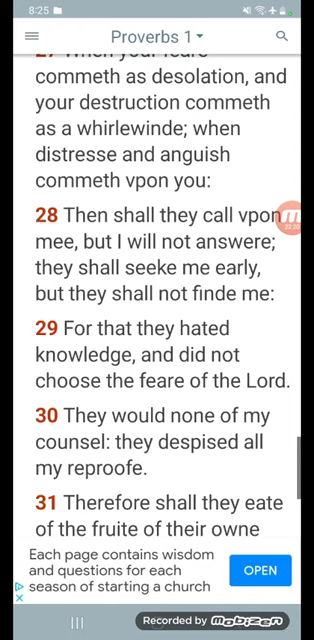 8:25
Proverbs 1
27 When your feare
commeth as desolation, and
your destruction commeth
as a whirlewinde; when
distresse and anguish
commeth vpon you:
28 Then shall they call vpon
mee, but I will not answere;
they shall seeke me early,
but they shall not finde me:
29 For that they hated
knowledge, and did not
choose the feare of the Lord.
30 They would none of my
counsel: they despised all
my reproofe.
31 Therefore shall they eate
of the fruite of their owne
Each page contains wisdom
and questions for each
season of starting a church
OPEN
Recorded by mobizen